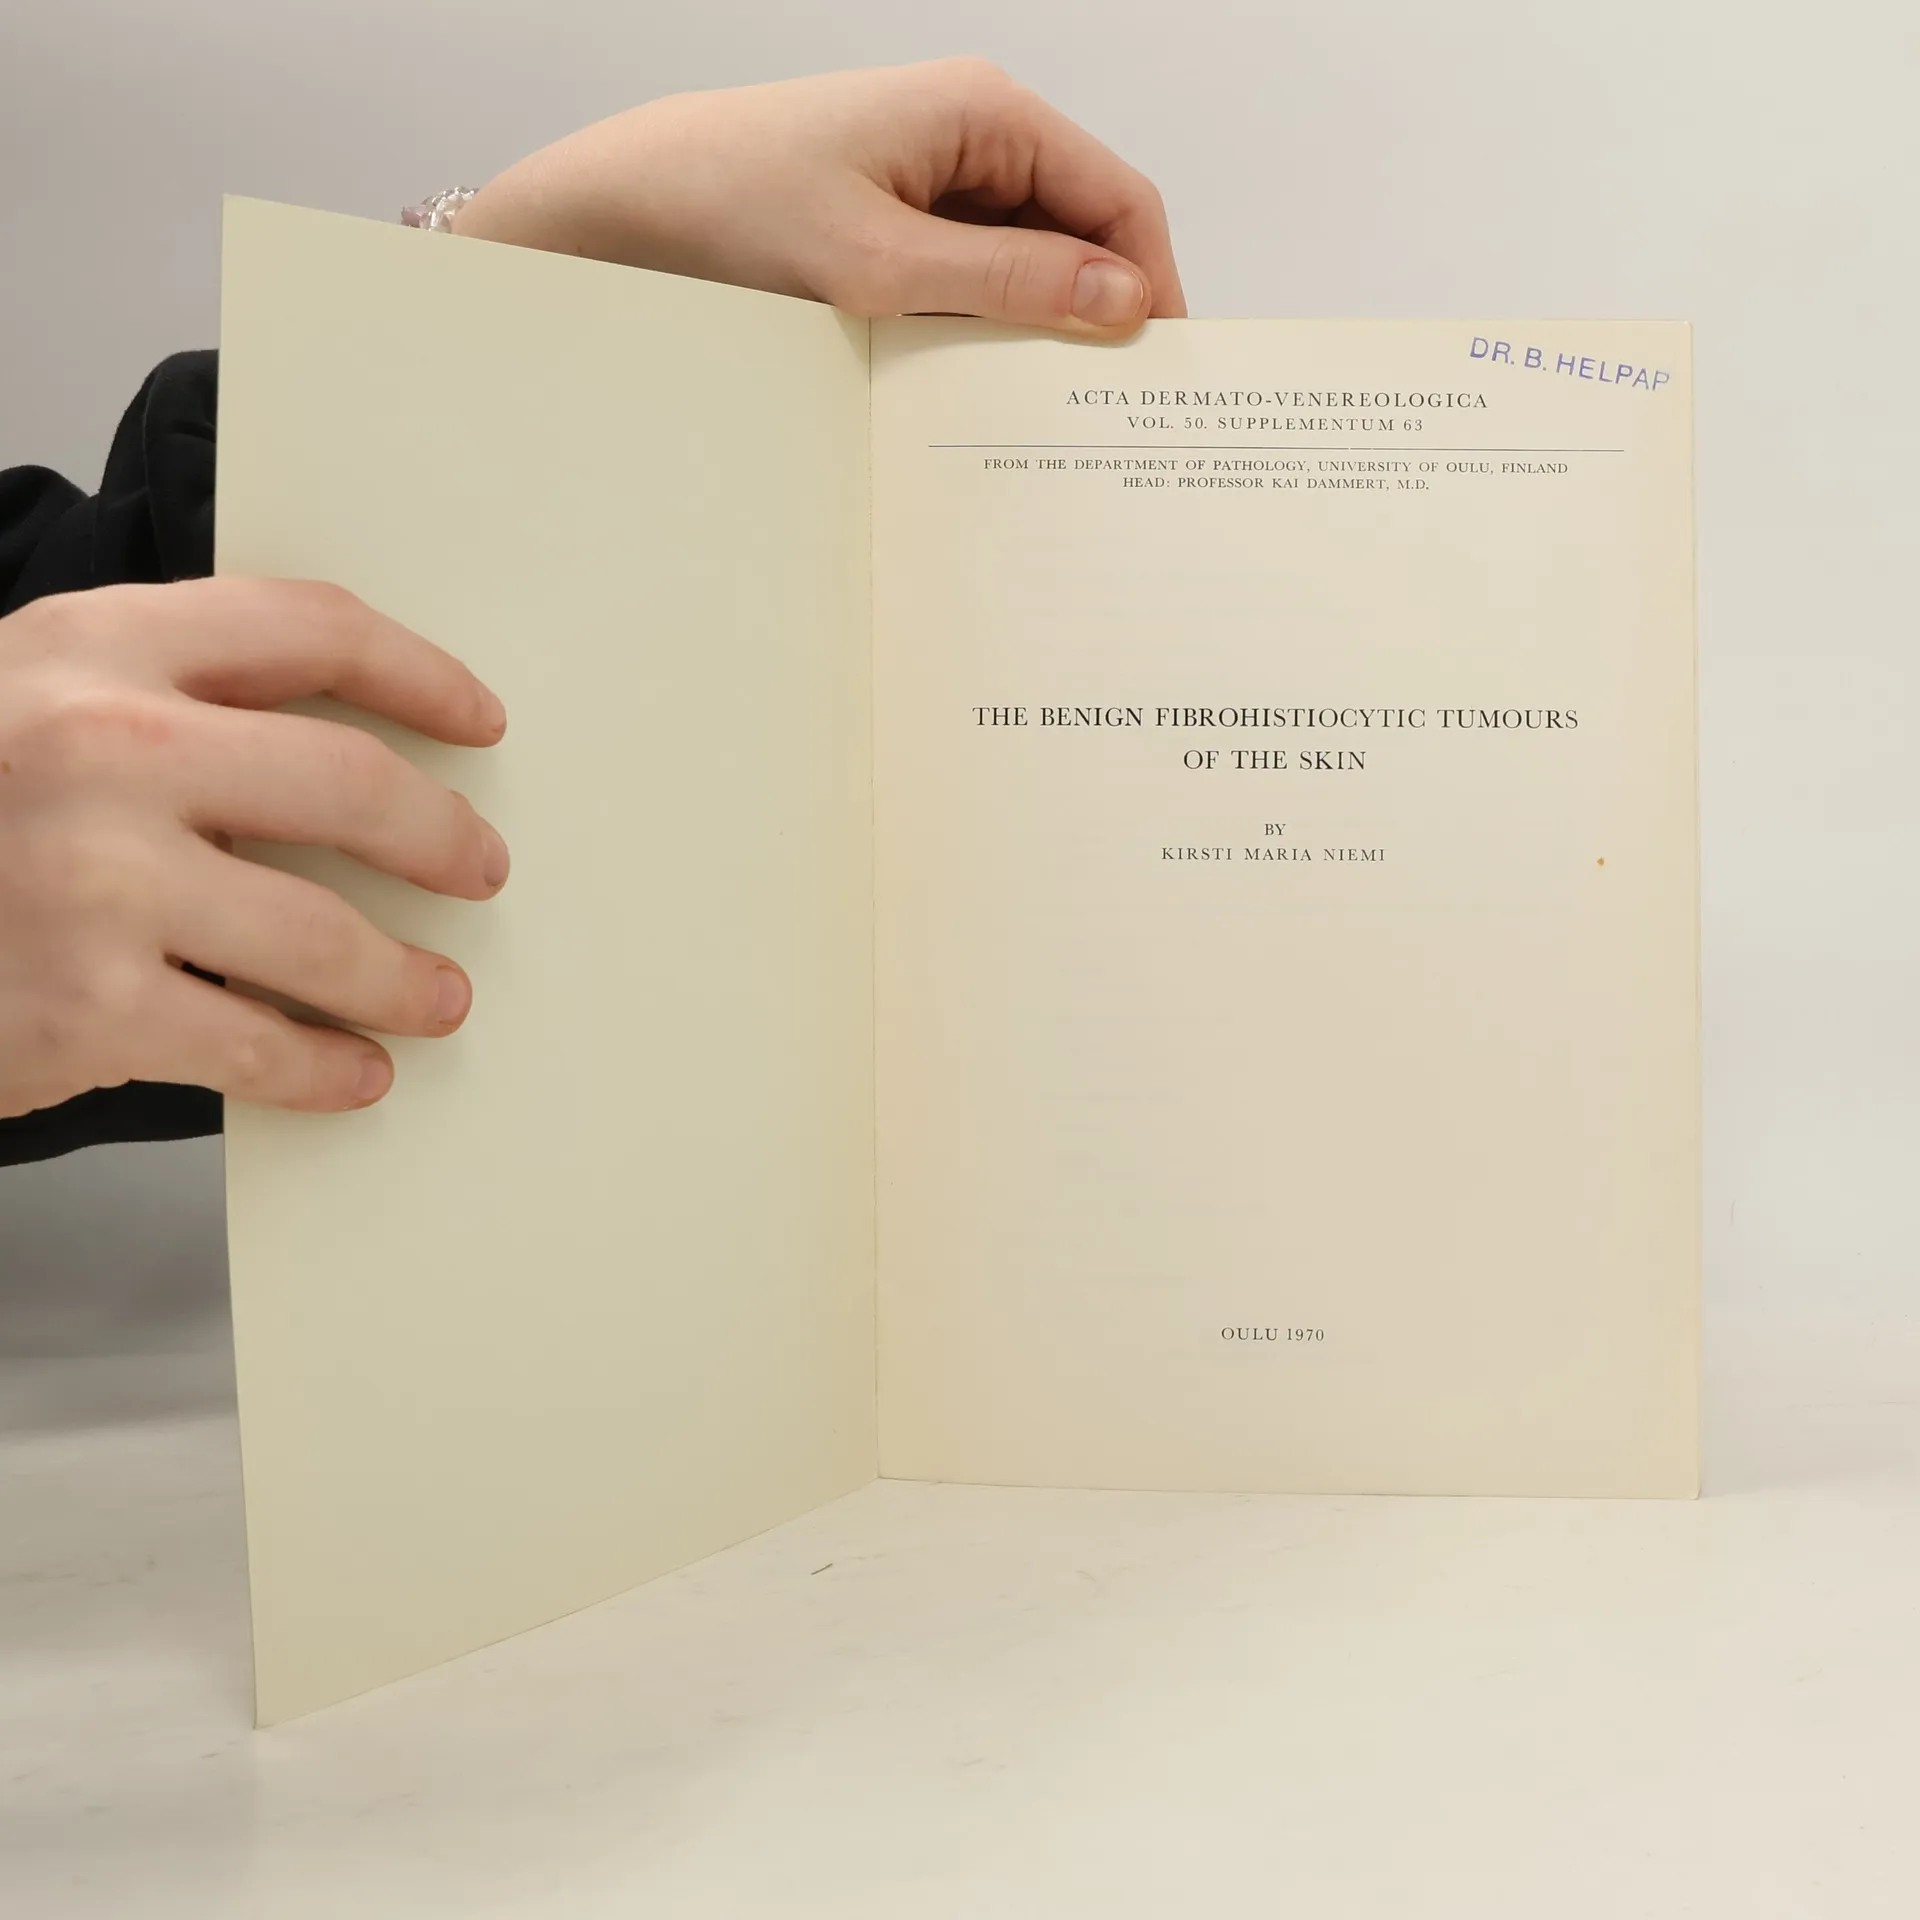 DR. B. HELPAP
ACTA DERMATO-VENEREOLOGICA
VOL. 50. SUPPLEMENTUM 63
FROM THE DEPARTMENT OF PATHOLOGY, UNIVERSITY OF OULU, FINLAND
HEAD: PROFESSOR KAI DAMMERT, M.D.
THE BENIGN FIBROHISTIOCYTIC TUMOURS
OF THE SKIN
BY
KIRSTI MARIA NIEMI
OULU 1970